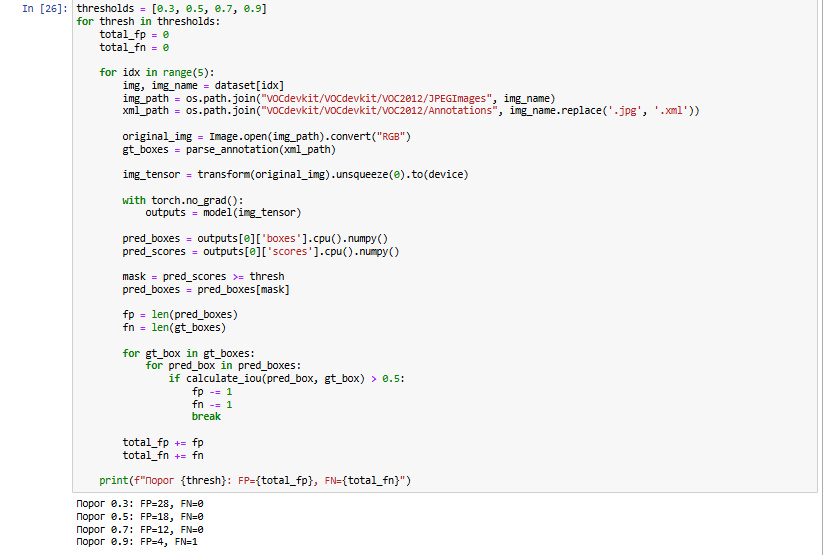 In [26]: thresholds = [0.3, 0.5, 0.7, 0.9]
for thresh in thresholds:
    total_fp = 0
    total_fn = 0

    for idx in range(5):
        img, img_name = dataset[idx]
        img_path = os.path.join("VOCdevkit/VOCdevkit/VOC2012/JPEGImages", img_name)
        xml_path = os.path.join("VOCdevkit/VOCdevkit/VOC2012/Annotations", img_name.replace('.jpg', '.xml'))

        original_img = Image.open(img_path).convert("RGB")
        gt_boxes = parse_annotation(xml_path)

        img_tensor = transform(original_img).unsqueeze(0).to(device)

        with torch.no_grad():
            outputs = model(img_tensor)

        pred_boxes = outputs[0]['boxes'].cpu().numpy()
        pred_scores = outputs[0]['scores'].cpu().numpy()

        mask = pred_scores >= thresh
        pred_boxes = pred_boxes[mask]

        fp = len(pred_boxes)
        fn = len(gt_boxes)

        for gt_box in gt_boxes:
            for pred_box in pred_boxes:
                if calculate_iou(pred_box, gt_box) > 0.5:
                    fp -= 1
                    fn -= 1
                    break

        total_fp += fp
        total_fn += fn

    print(f"Порог {thresh}: FP={total_fp}, FN={total_fn}")
Порог 0.3: FP=28, FN=0
Порог 0.5: FP=18, FN=0
Порог 0.7: FP=12, FN=0
Порог 0.9: FP=4, FN=1